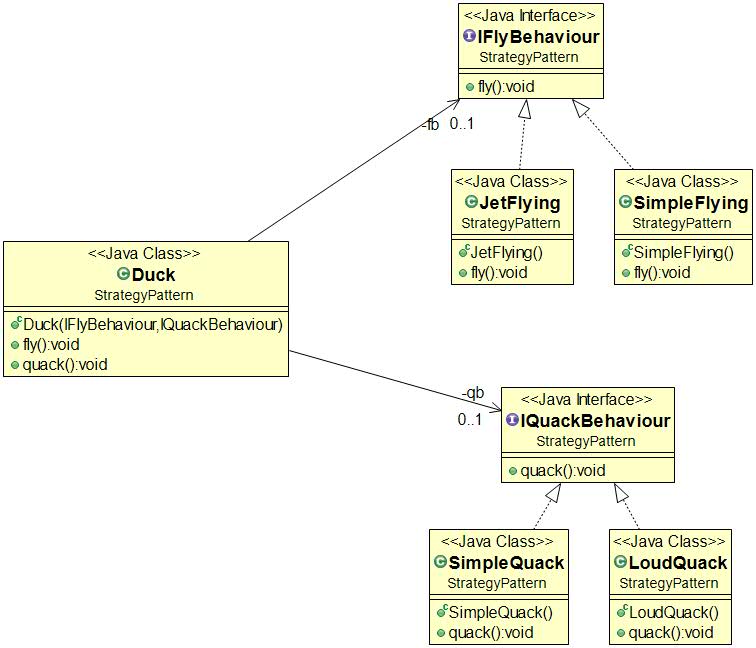 <<Java Interface>>
IFlyBehaviour
StrategyPattern
fly():void
-fb 0..1
<<Java Class>>
JetFlying
StrategyPattern
JetFlying()
fly():void
<<Java Class>>
SimpleFlying
StrategyPattern
SimpleFlying()
fly():void
<<Java Class>>
Duck
StrategyPattern
Duck(IFlyBehaviour,IQuackBehaviour)
fly():void
quack():void
-qb
0..1
<<Java Interface>>
IQuackBehaviour
StrategyPattern
quack():void
<<Java Class>>
SimpleQuack
StrategyPattern
SimpleQuack()
quack():void
<<Java Class>>
LoudQuack
StrategyPattern
LoudQuack()
quack():void